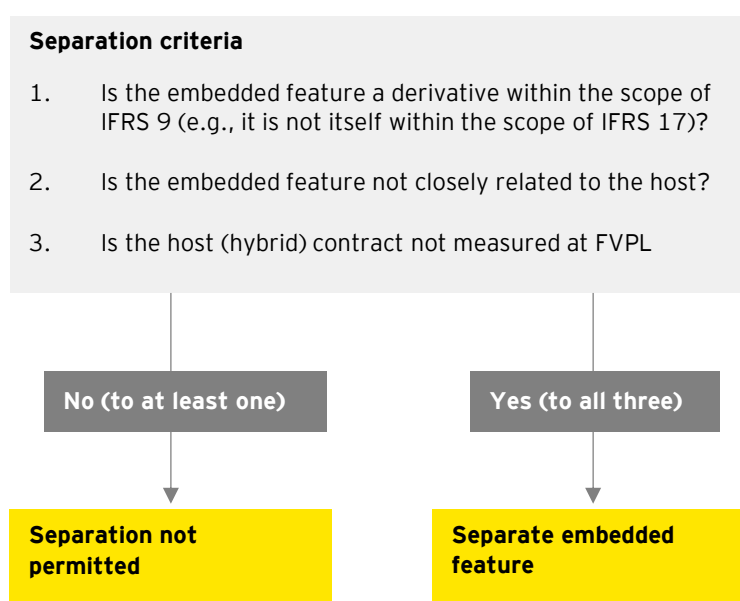 Separation criteria
1. Is the embedded feature a derivative within the scope of
IFRS 9 (e.g., it is not itself within the scope of IFRS 17)?
2. Is the embedded feature not closely related to the host?
3. Is the host (hybrid) contract not measured at FVPL
No (to at least one)
Yes (to all three)
Separation not
permitted
Separate embedded
feature